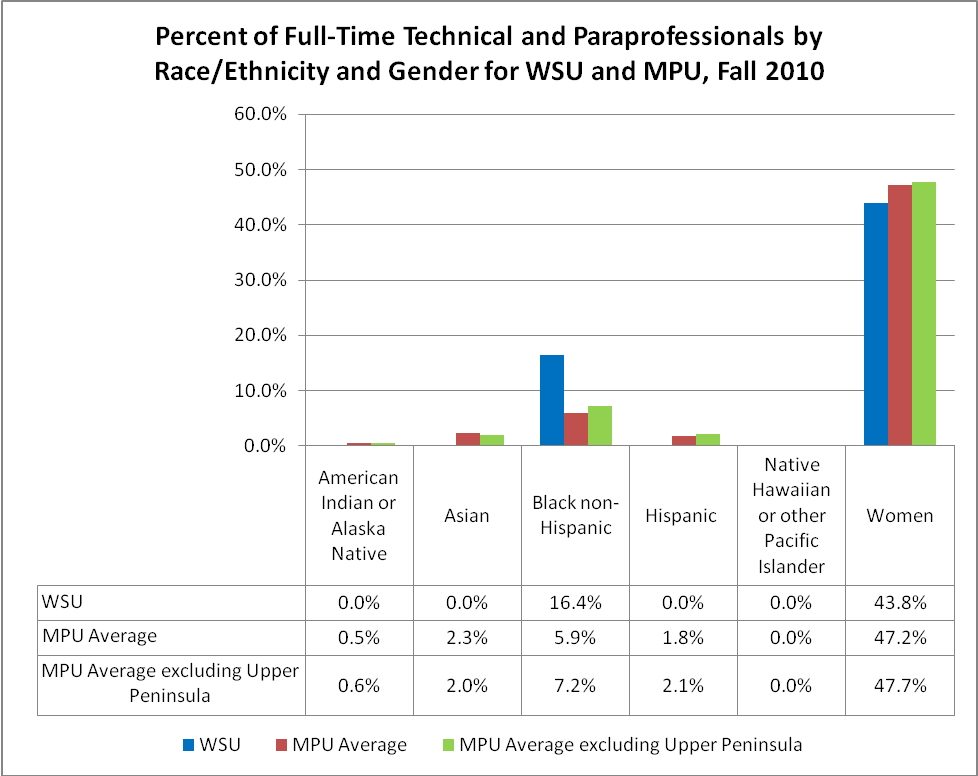 Percent of Full-Time Technical and Paraprofessionals by
Race/Ethnicity and Gender for WSU and MPU, Fall 2010
60.0%
50.0%
40.0%
30.0%
20.0%
10.0%
0.0%
American
Indian or
Alaska
Native
Asian
Black non-
Hispanic
Hispanic
Native
Hawaiian
or other
Pacific
Islander
Women
WSU 0.0% 0.0% 16.4% 0.0% 0.0% 43.8%
MPU Average 0.5% 2.3% 5.9% 1.8% 0.0% 47.2%
MPU Average excluding Upper
Peninsula
0.6% 2.0% 7.2% 2.1% 0.0% 47.7%
WSU MPU Average MPU Average excluding Upper Peninsula